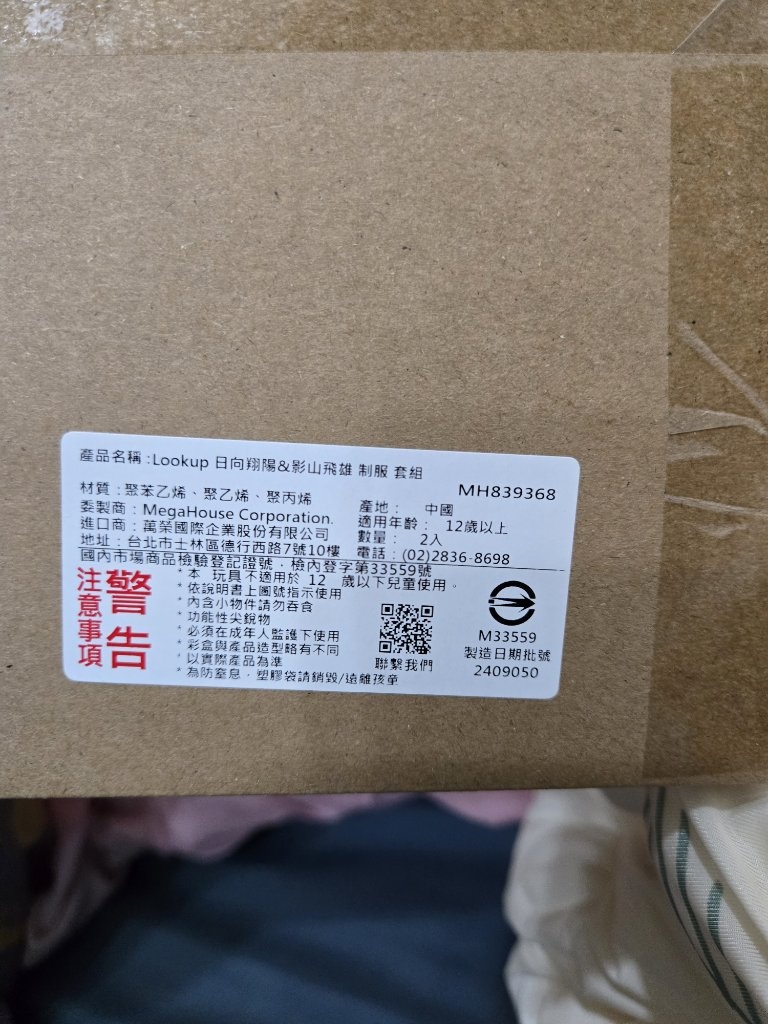 產品名稱:Lookup 日向翔陽&影山飛雄 制服 套組
MH839368
材質:聚苯乙烯、聚乙烯、聚丙烯
委製商:MegaHouse Corporation.
進口商:萬榮國際企業股份有限公司
地址:台北市士林區德行西路7號10樓
產地: 中國
適用年齡: 12歲以上
數量: 2入
電話:(02)2836-8698
國內市場商品檢驗登記證號,檢內登字第33559號
警告
注意事項
*本 玩具不適用於 12 歲以下兒童使用。
*依說明書上圖號指示使用
*內含小物件請勿吞食
*功能性尖銳物
*必須在成年人監護下使用
*彩盒與產品造型略有不同
*以實際產品為準
*為防窒息,塑膠袋請銷毀/遠離孩童
聯繫我們
M33559
製造日期批號
2409050